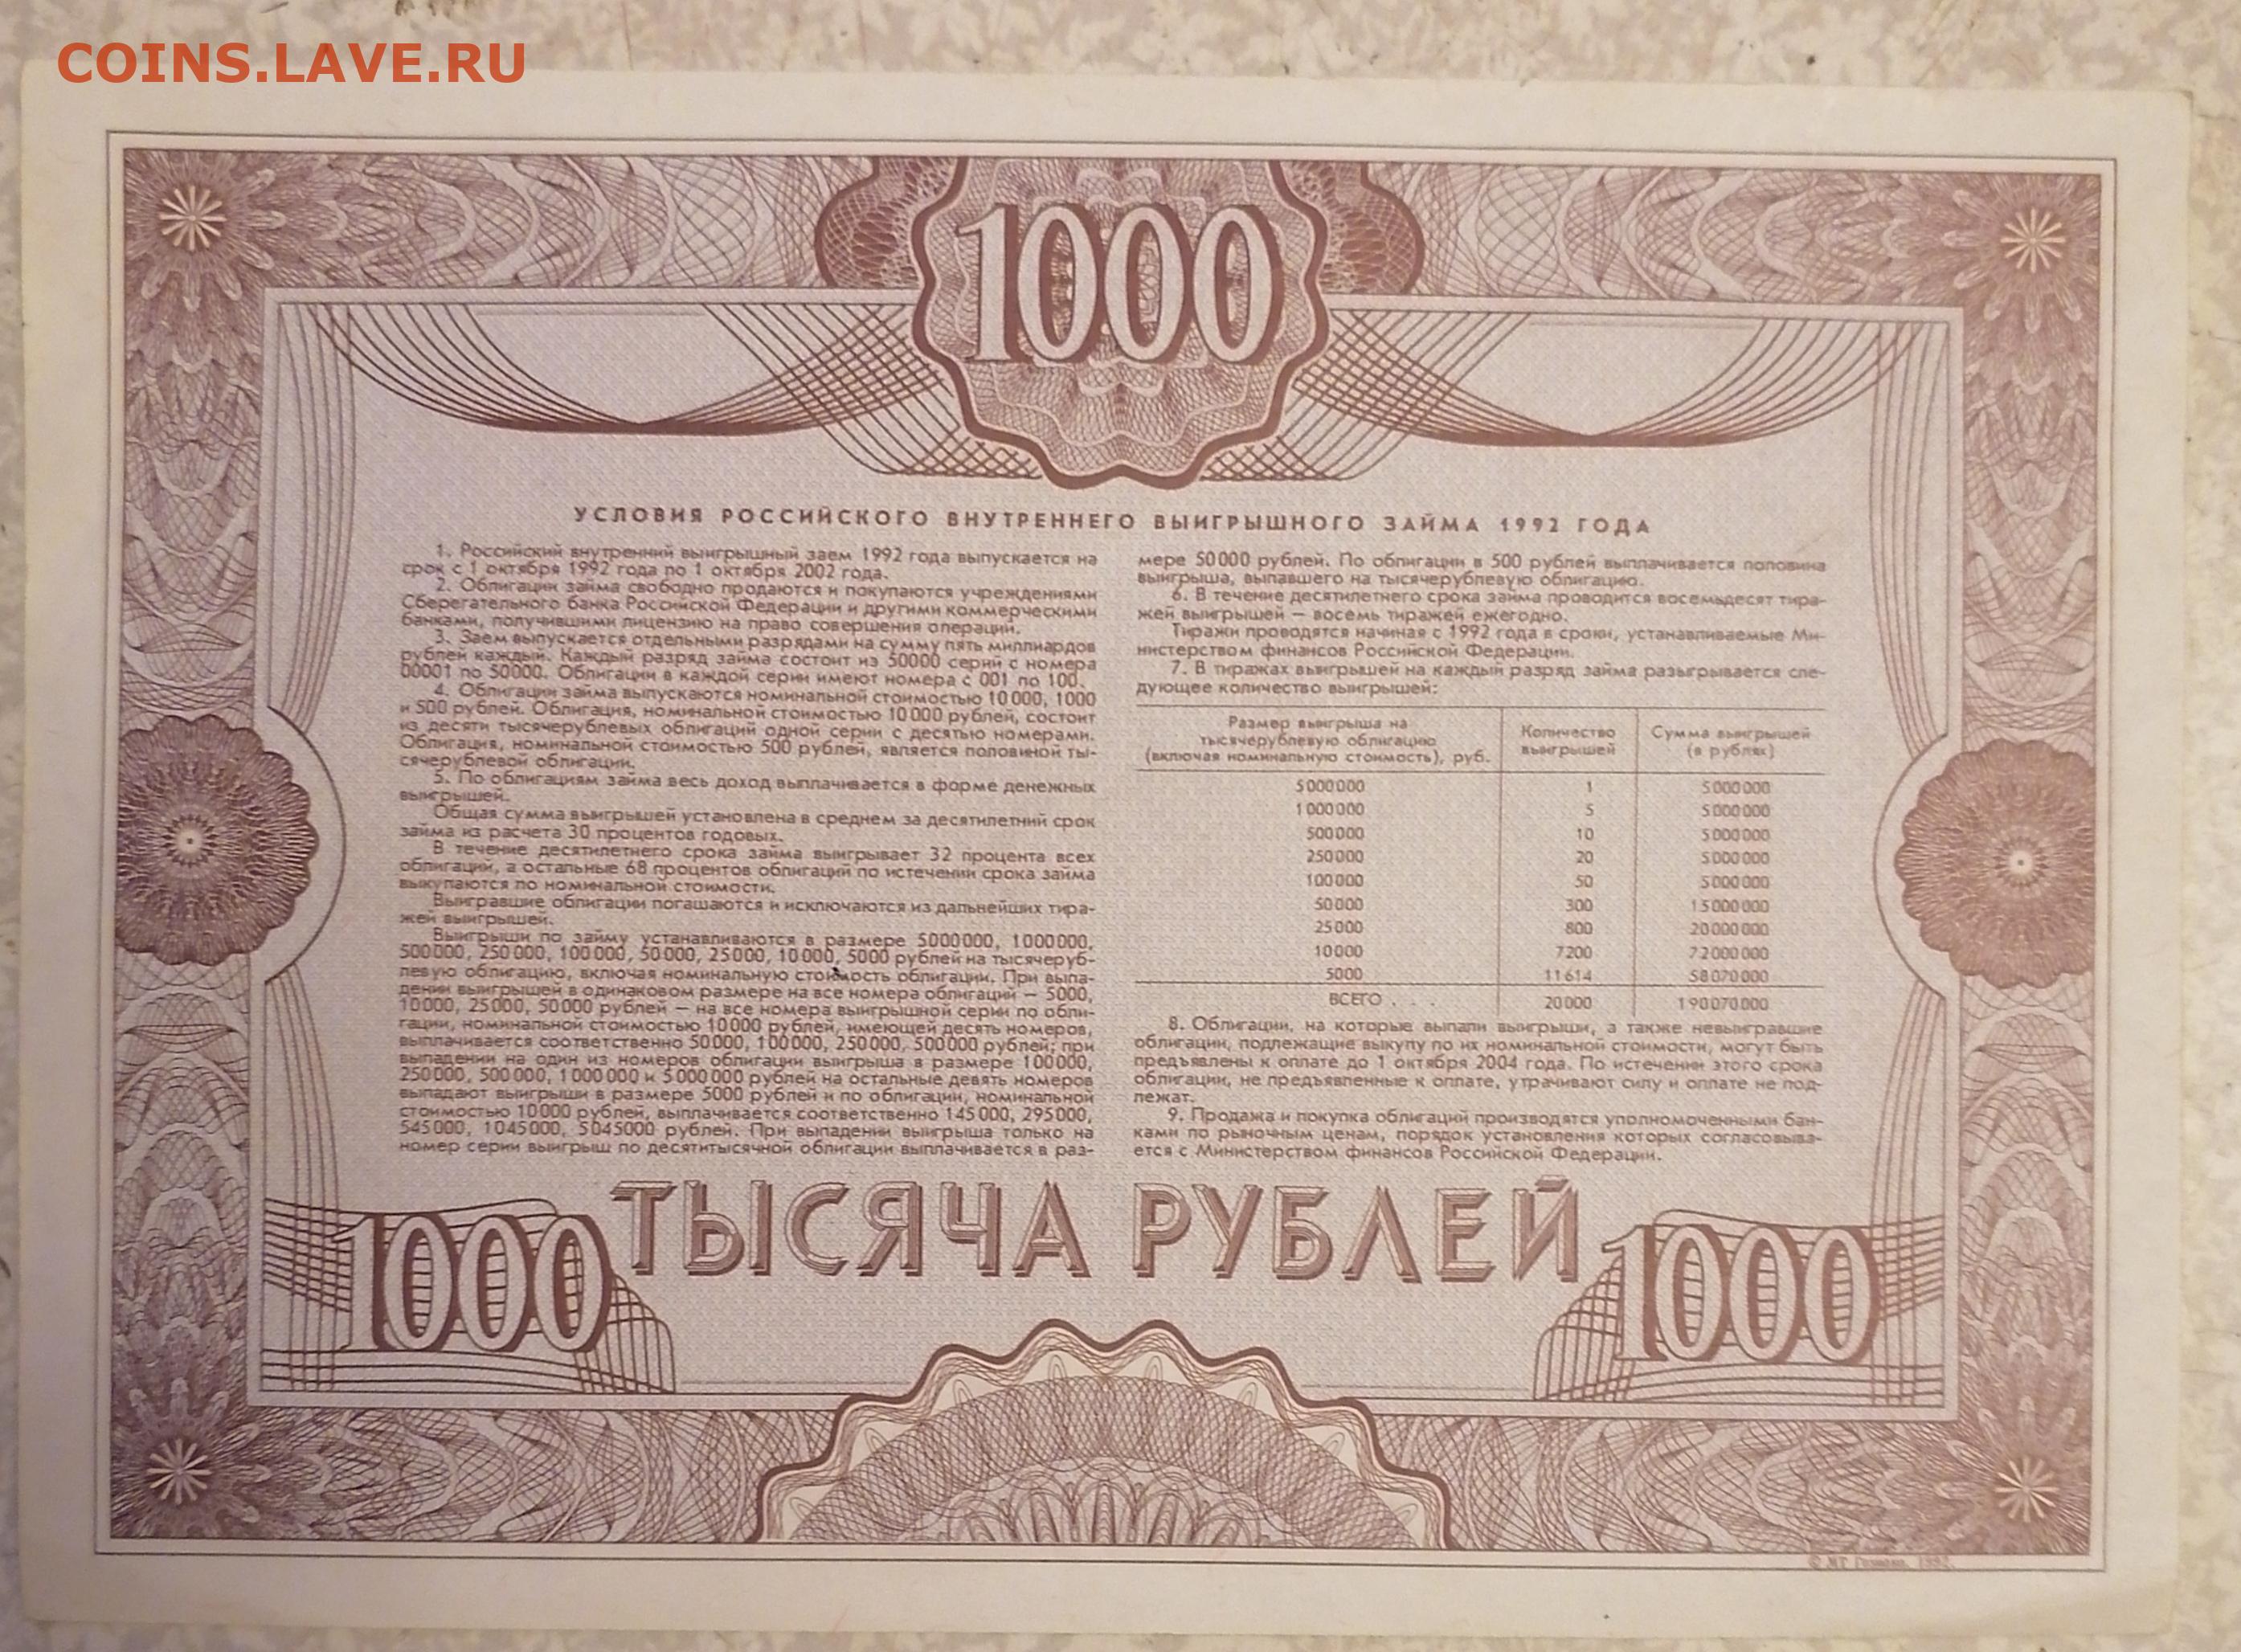 COINS.LAVE.RU
1000
УСЛОВИЯ РОССИЙСКОГО ВНУТРЕННЕГО ВЫИГРЫШНОГО ЗАЙМА 1992 ГОДА
1. Российский внутренний выигрышный заем 1992 года выпускается на
срок с 1 октября 1992 года по 1 октября 2002 года.
2. Облигации займа свободно продаются и покупаются учреждениями
Сберегательного банка Российской Федерации и другими коммерческими
банками, получившими лицензию на право совершения операций.
3. Заем выпускается отдельными разрядами на сумму пять миллиардов
рублей каждый. Каждый разряд займа состоит из 50000 серий с номера
00001 по 50000. Облигации в каждой серии имеют номера с 001 по 100.
4. Облигации займа выпускаются номинальной стоимостью 10000, 1000
и 500 рублей. Облигация, номинальной стоимостью 10000 рублей, состоит
из десяти тысячерублевых облигаций одной серии с десятью номерами.
Облигация, номинальной стоимостью 500 рублей, является половиной ты-
сячерублевой облигации.
5. По облигациям займа весь доход выплачивается в форме денежных
выигрышей.
Общая сумма выигрышей установлена в среднем за десятилетний срок
займа из расчета 30 процентов годовых.
В течение десятилетнего срока займа выигрывает 32 процента всех
облигаций, а остальные 68 процентов облигаций по истечении срока займа
выкупаются по номинальной стоимости.
Выигравшие облигации погашаются и исключаются из дальнейших тира-
жей выигрышей.
Выигрыши по займу устанавливаются в размере 5000000, 1000000,
500000, 250000, 100000, 50000, 25000, 10000, 5000 рублей на тысячеруб-
левую облигацию, включая номинальную стоимость облигации. При выпа-
дении выигрышей в одинаковом размере на все номера облигаций — 5000,
10000, 25000, 50000 рублей — на все номера выигрышной серии по обли-
гации, номинальной стоимостью 10000 рублей, имеющей десять номеров,
выплачивается соответственно 50000, 100000, 250000, 500000 рублей; при
выпадении на один из номеров облигации выигрыша в размере 100000,
250000, 500000, 1000000 и 5000000 рублей на остальные девять номеров
выпадают выигрыши в размере 5000 рублей и по облигации, номинальной
стоимостью 10000 рублей, выплачивается соответственно 145000, 295000,
545000, 1045000, 5045000 рублей. При выпадении выигрыша только на
номер серии выигрыш по десятитысячной облигации выплачивается в раз-
мере 50000 рублей. По облигации в 500 рублей выплачивается половина
выигрыша, выпавшего на тысячерублевую облигацию.
6. В течение десятилетнего срока займа проводится восемьдесят тира-
жей выигрышей — восемь тиражей ежегодно.
Тиражи проводятся начиная с 1992 года в сроки, устанавливаемые Ми-
нистерством финансов Российской Федерации.
7. В тиражах выигрышей на каждый разряд займа разыгрывается сле-
дующее количество выигрышей:
Размер выигрыша на
тысячерублевую облигацию
(включая номинальную стоимость), руб.
Количество
выигрышей
Сумма выигрышей
(в рублях)
5000000 1 5000000
1000000 5 5000000
500000 10 5000000
250000 20 5000000
100000 50 5000000
50000 300 15000000
25000 800 20000000
10000 7200 72000000
5000 11614 58070000
ВСЕГО . . . 20000 190070000
8. Облигации, на которые выпали выигрыши, а также невыигравшие
облигации, подлежащие выкупу по их номинальной стоимости, могут быть
предъявлены к оплате до 1 октября 2004 года. По истечении этого срока
облигации, не предъявленные к оплате, утрачивают силу и оплате не под-
лежат.
9. Продажа и покупка облигаций производятся уполномоченными бан-
ками по рыночным ценам, порядок установления которых согласовыва-
ется с Министерством финансов Российской Федерации.
ТЫСЯЧА РУБЛЕЙ
1000
1000
© МТ Гознака. 1992.